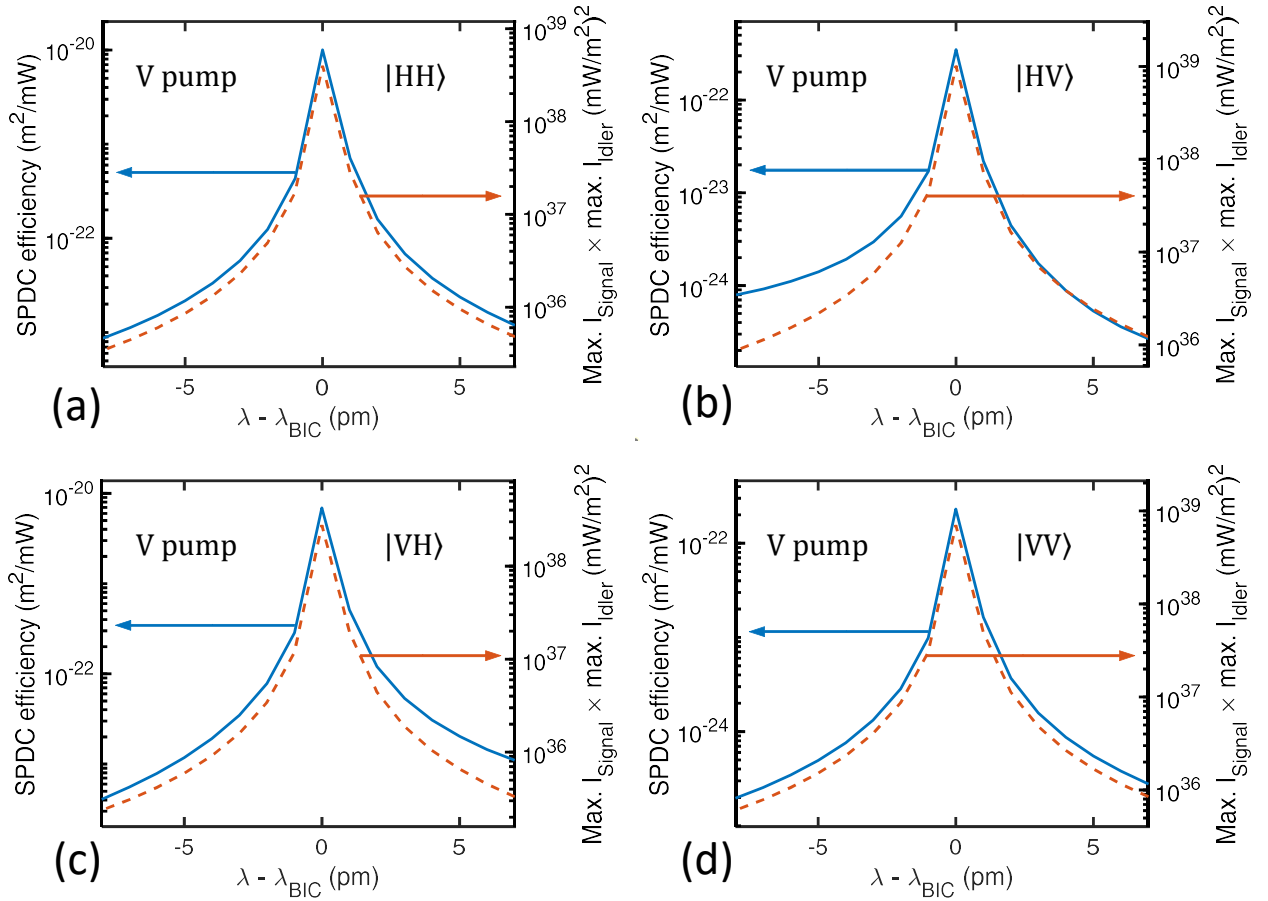 10⁻²⁰
10⁻²²
SPDC efficiency (m²/mW)
V pump
|HH⟩
10³⁹
10³⁸
10³⁷
10³⁶
Max. I_Signal × max. I_Idler (mW/m²)²
-5 0 5
λ - λ_BIC (pm)
(a)
10⁻²²
10⁻²³
10⁻²⁴
SPDC efficiency (m²/mW)
V pump
|HV⟩
10³⁹
10³⁸
10³⁷
10³⁶
Max. I_Signal × max. I_Idler (mW/m²)²
-5 0 5
λ - λ_BIC (pm)
(b)
10⁻²⁰
10⁻²²
SPDC efficiency (m²/mW)
V pump
|VH⟩
10³⁸
10³⁷
10³⁶
Max. I_Signal × max. I_Idler (mW/m²)²
-5 0 5
λ - λ_BIC (pm)
(c)
10⁻²²
10⁻²⁴
SPDC efficiency (m²/mW)
V pump
|VV⟩
10³⁹
10³⁸
10³⁷
10³⁶
Max. I_Signal × max. I_Idler (mW/m²)²
-5 0 5
λ - λ_BIC (pm)
(d)